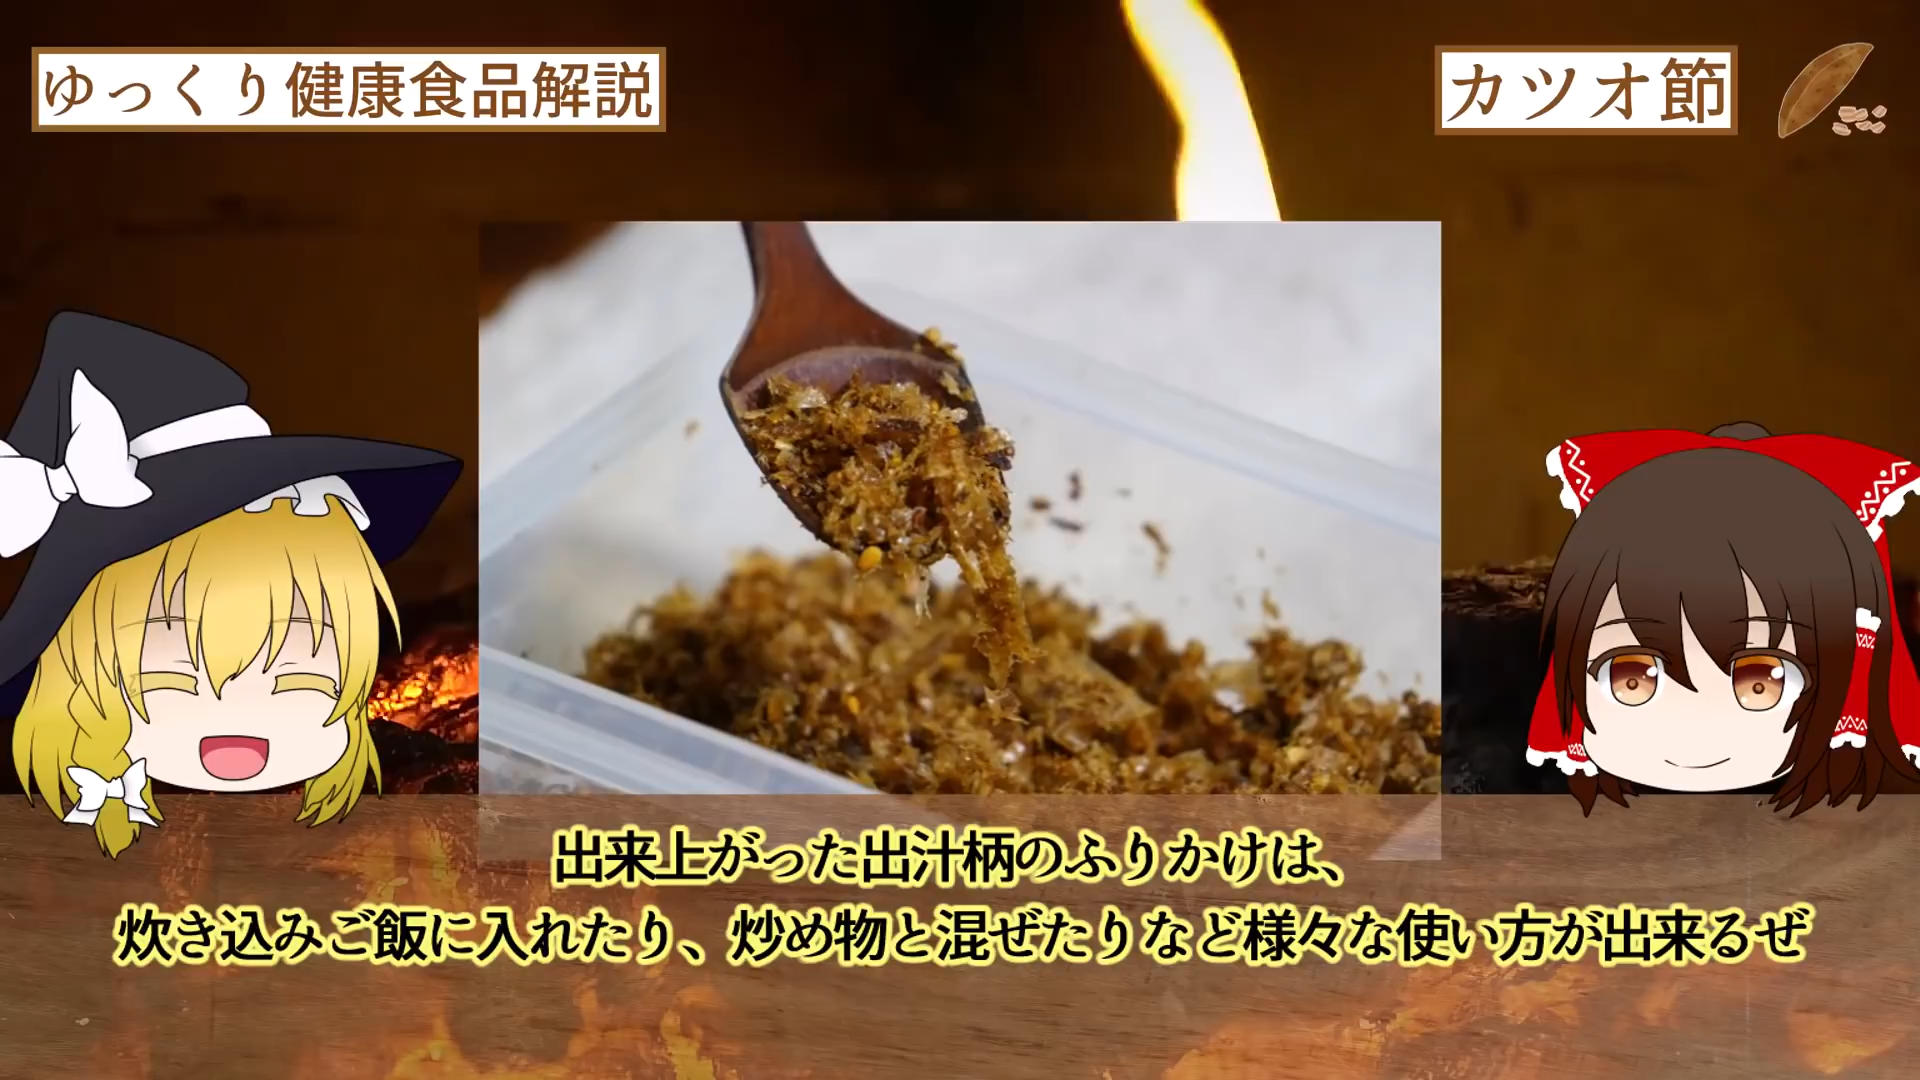 ゆっくり健康食品解説
カツオ節
出来上がった出汁柄のふりかけは、
炊き込みご飯に入れたり、炒め物と混ぜたりなど様々な使い方が出来るぜ